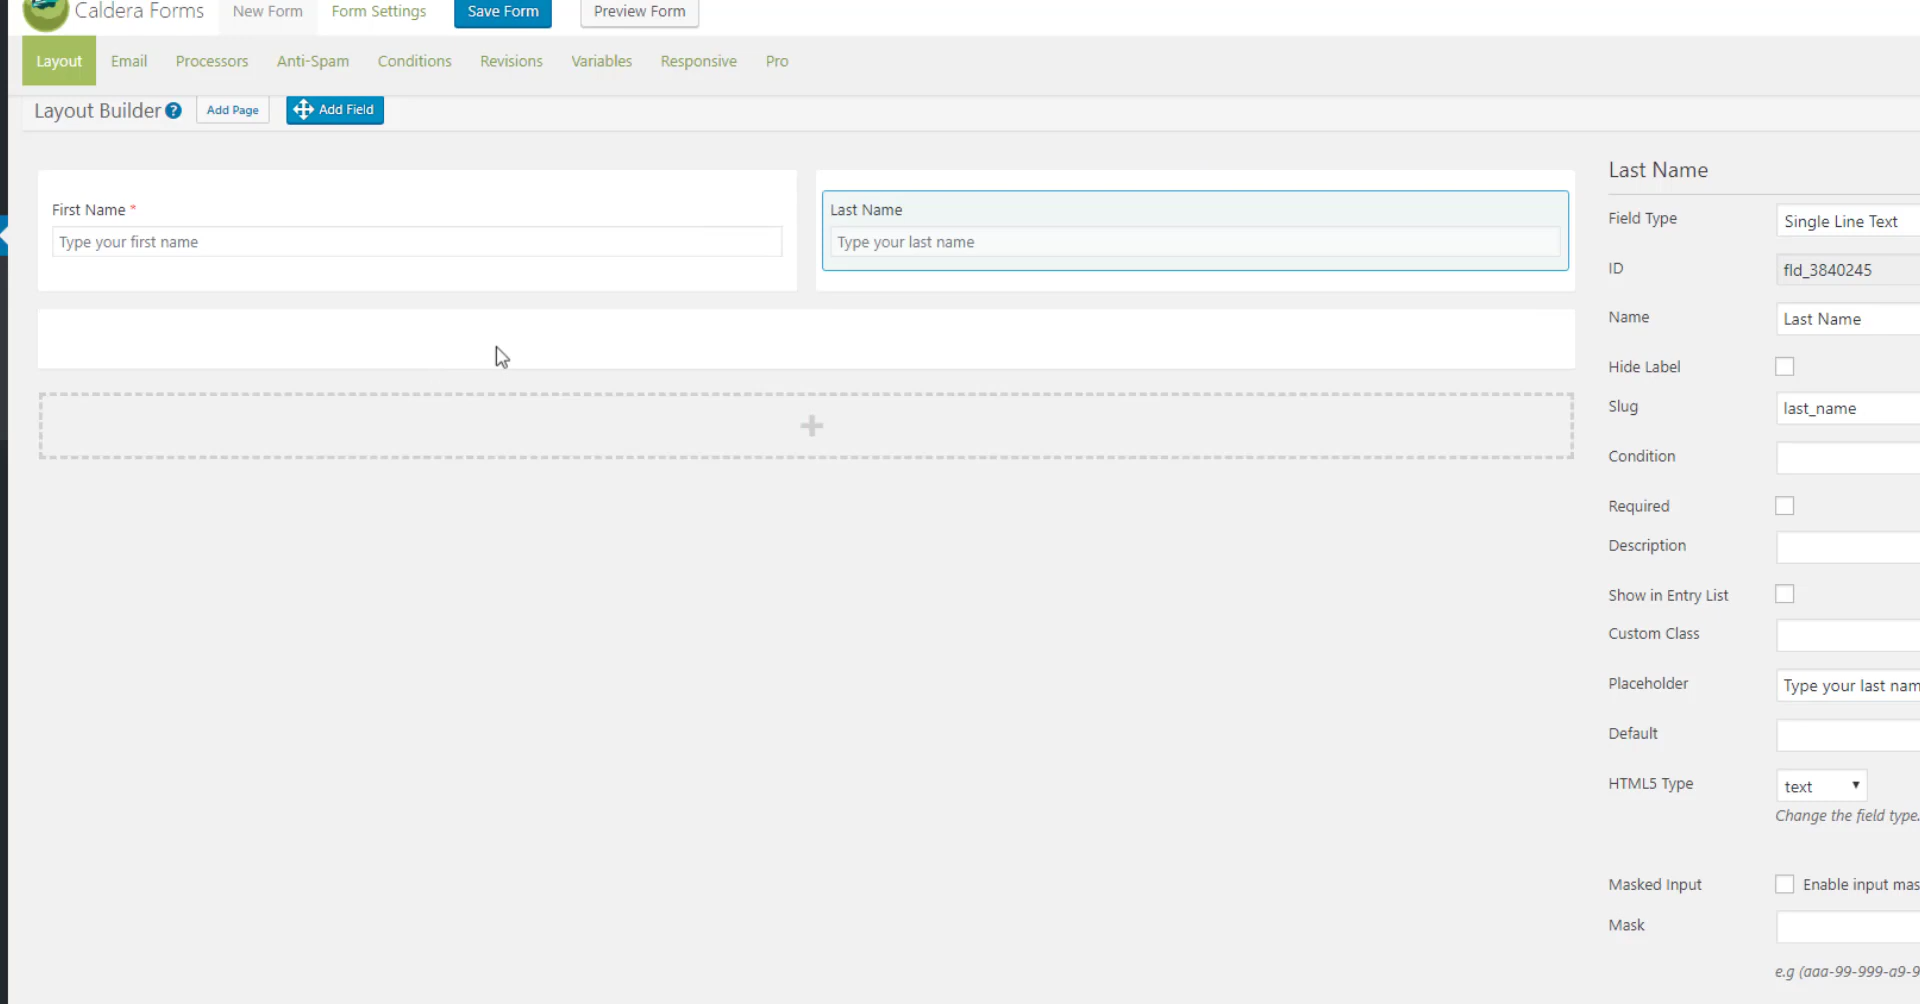 Caldera Forms New Form Form Settings Save Form Preview Form
Layout Email Processors Anti-Spam Conditions Revisions Variables Responsive Pro
Layout Builder ? Add Page Add Field
First Name *
Type your first name
Last Name
Type your last name
Last Name
Field Type Single Line Text
ID fld_3840245
Name Last Name
Hide Label
Slug last_name
Condition
Required
Description
Show in Entry List
Custom Class
Placeholder Type your last nam
Default
HTML5 Type text
Change the field type.
Masked Input Enable input mas
Mask
e.g (aaa-99-999-a9-9